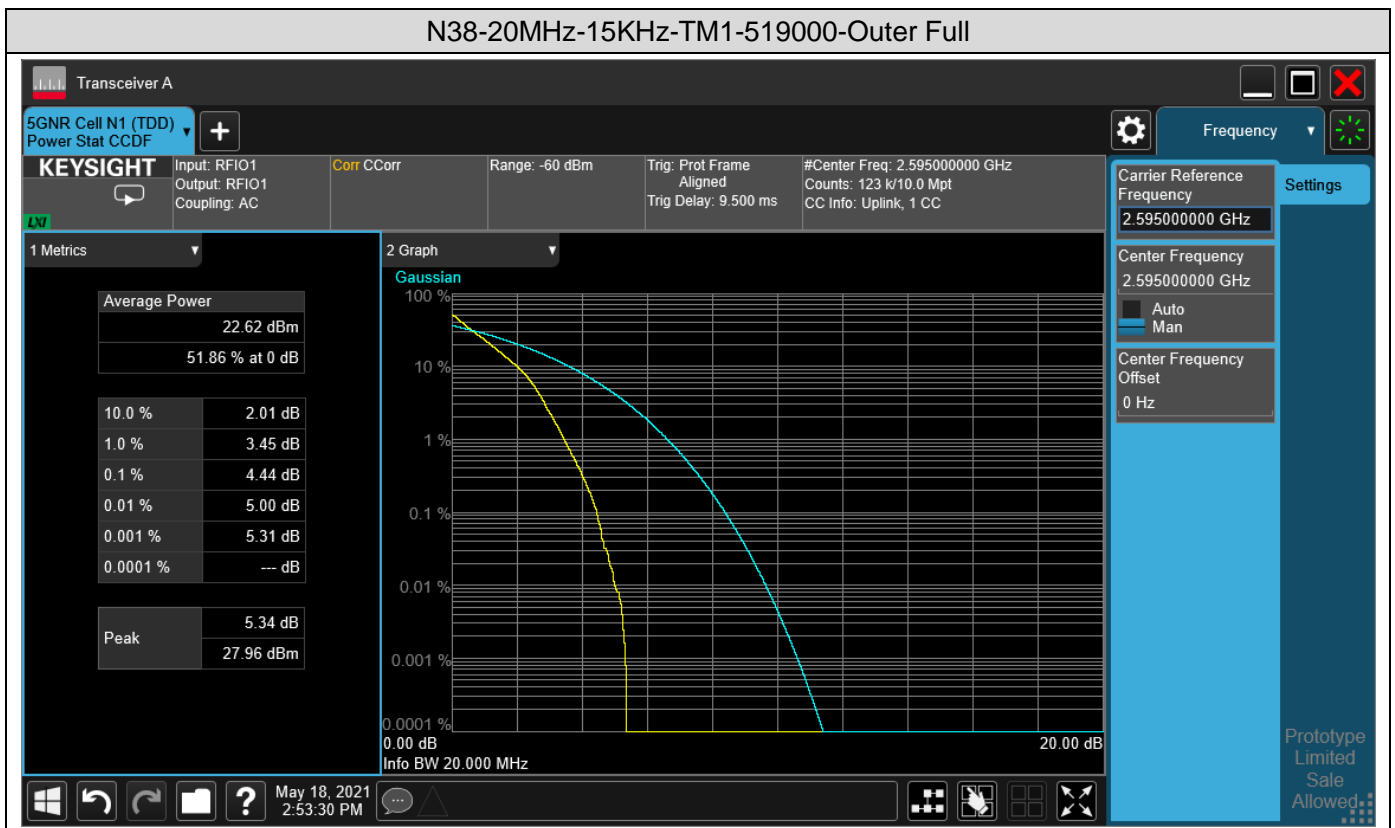 N38-20MHz-15KHz-TM1-519000-Outer Full
Transceiver A
5GNR Cell N1 (TDD)
Power Stat CCDF
+
Frequency
KEYSIGHT
LXI
Input: RFIO1
Output: RFIO1
Coupling: AC
Corr CCorr
Range: -60 dBm
Trig: Prot Frame
Aligned
Trig Delay: 9.500 ms
#Center Freq: 2.595000000 GHz
Counts: 123 k/10.0 Mpt
CC Info: Uplink, 1 CC
Carrier Reference
Frequency
2.595000000 GHz
Settings
Center Frequency
2.595000000 GHz
Auto
Man
Center Frequency
Offset
0 Hz
1 Metrics
Average Power
22.62 dBm
51.86 % at 0 dB
10.0 % 2.01 dB
1.0 % 3.45 dB
0.1 % 4.44 dB
0.01 % 5.00 dB
0.001 % 5.31 dB
0.0001 % --- dB
Peak
5.34 dB
27.96 dBm
2 Graph
Gaussian
100 %
10 %
1 %
0.1 %
0.01 %
0.001 %
0.0001 %
0.00 dB 20.00 dB
Info BW 20.000 MHz
Prototype
Limited
Sale
Allowed
?
May 18, 2021
2:53:30 PM